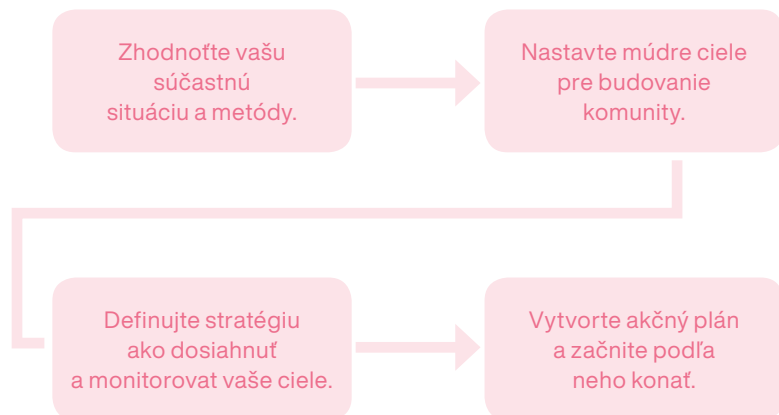 Zhodnoťte vašu
súčastnú
situáciu a metódy.
Nastavte múdre ciele
pre budovanie
komunity.
Definujte stratégiu
ako dosiahnuť
a monitorovat vaše ciele.
Vytvorte akčný plán
a začnite podľa
neho konať.